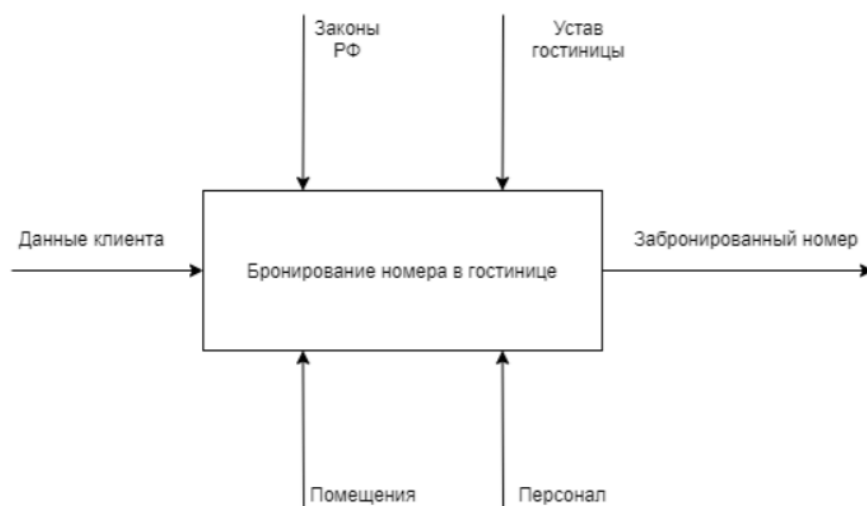 Законы
РФ
Устав
гостиницы
Данные клиента
Бронирование номера в гостинице
Забронированный номер
Помещения
Персонал